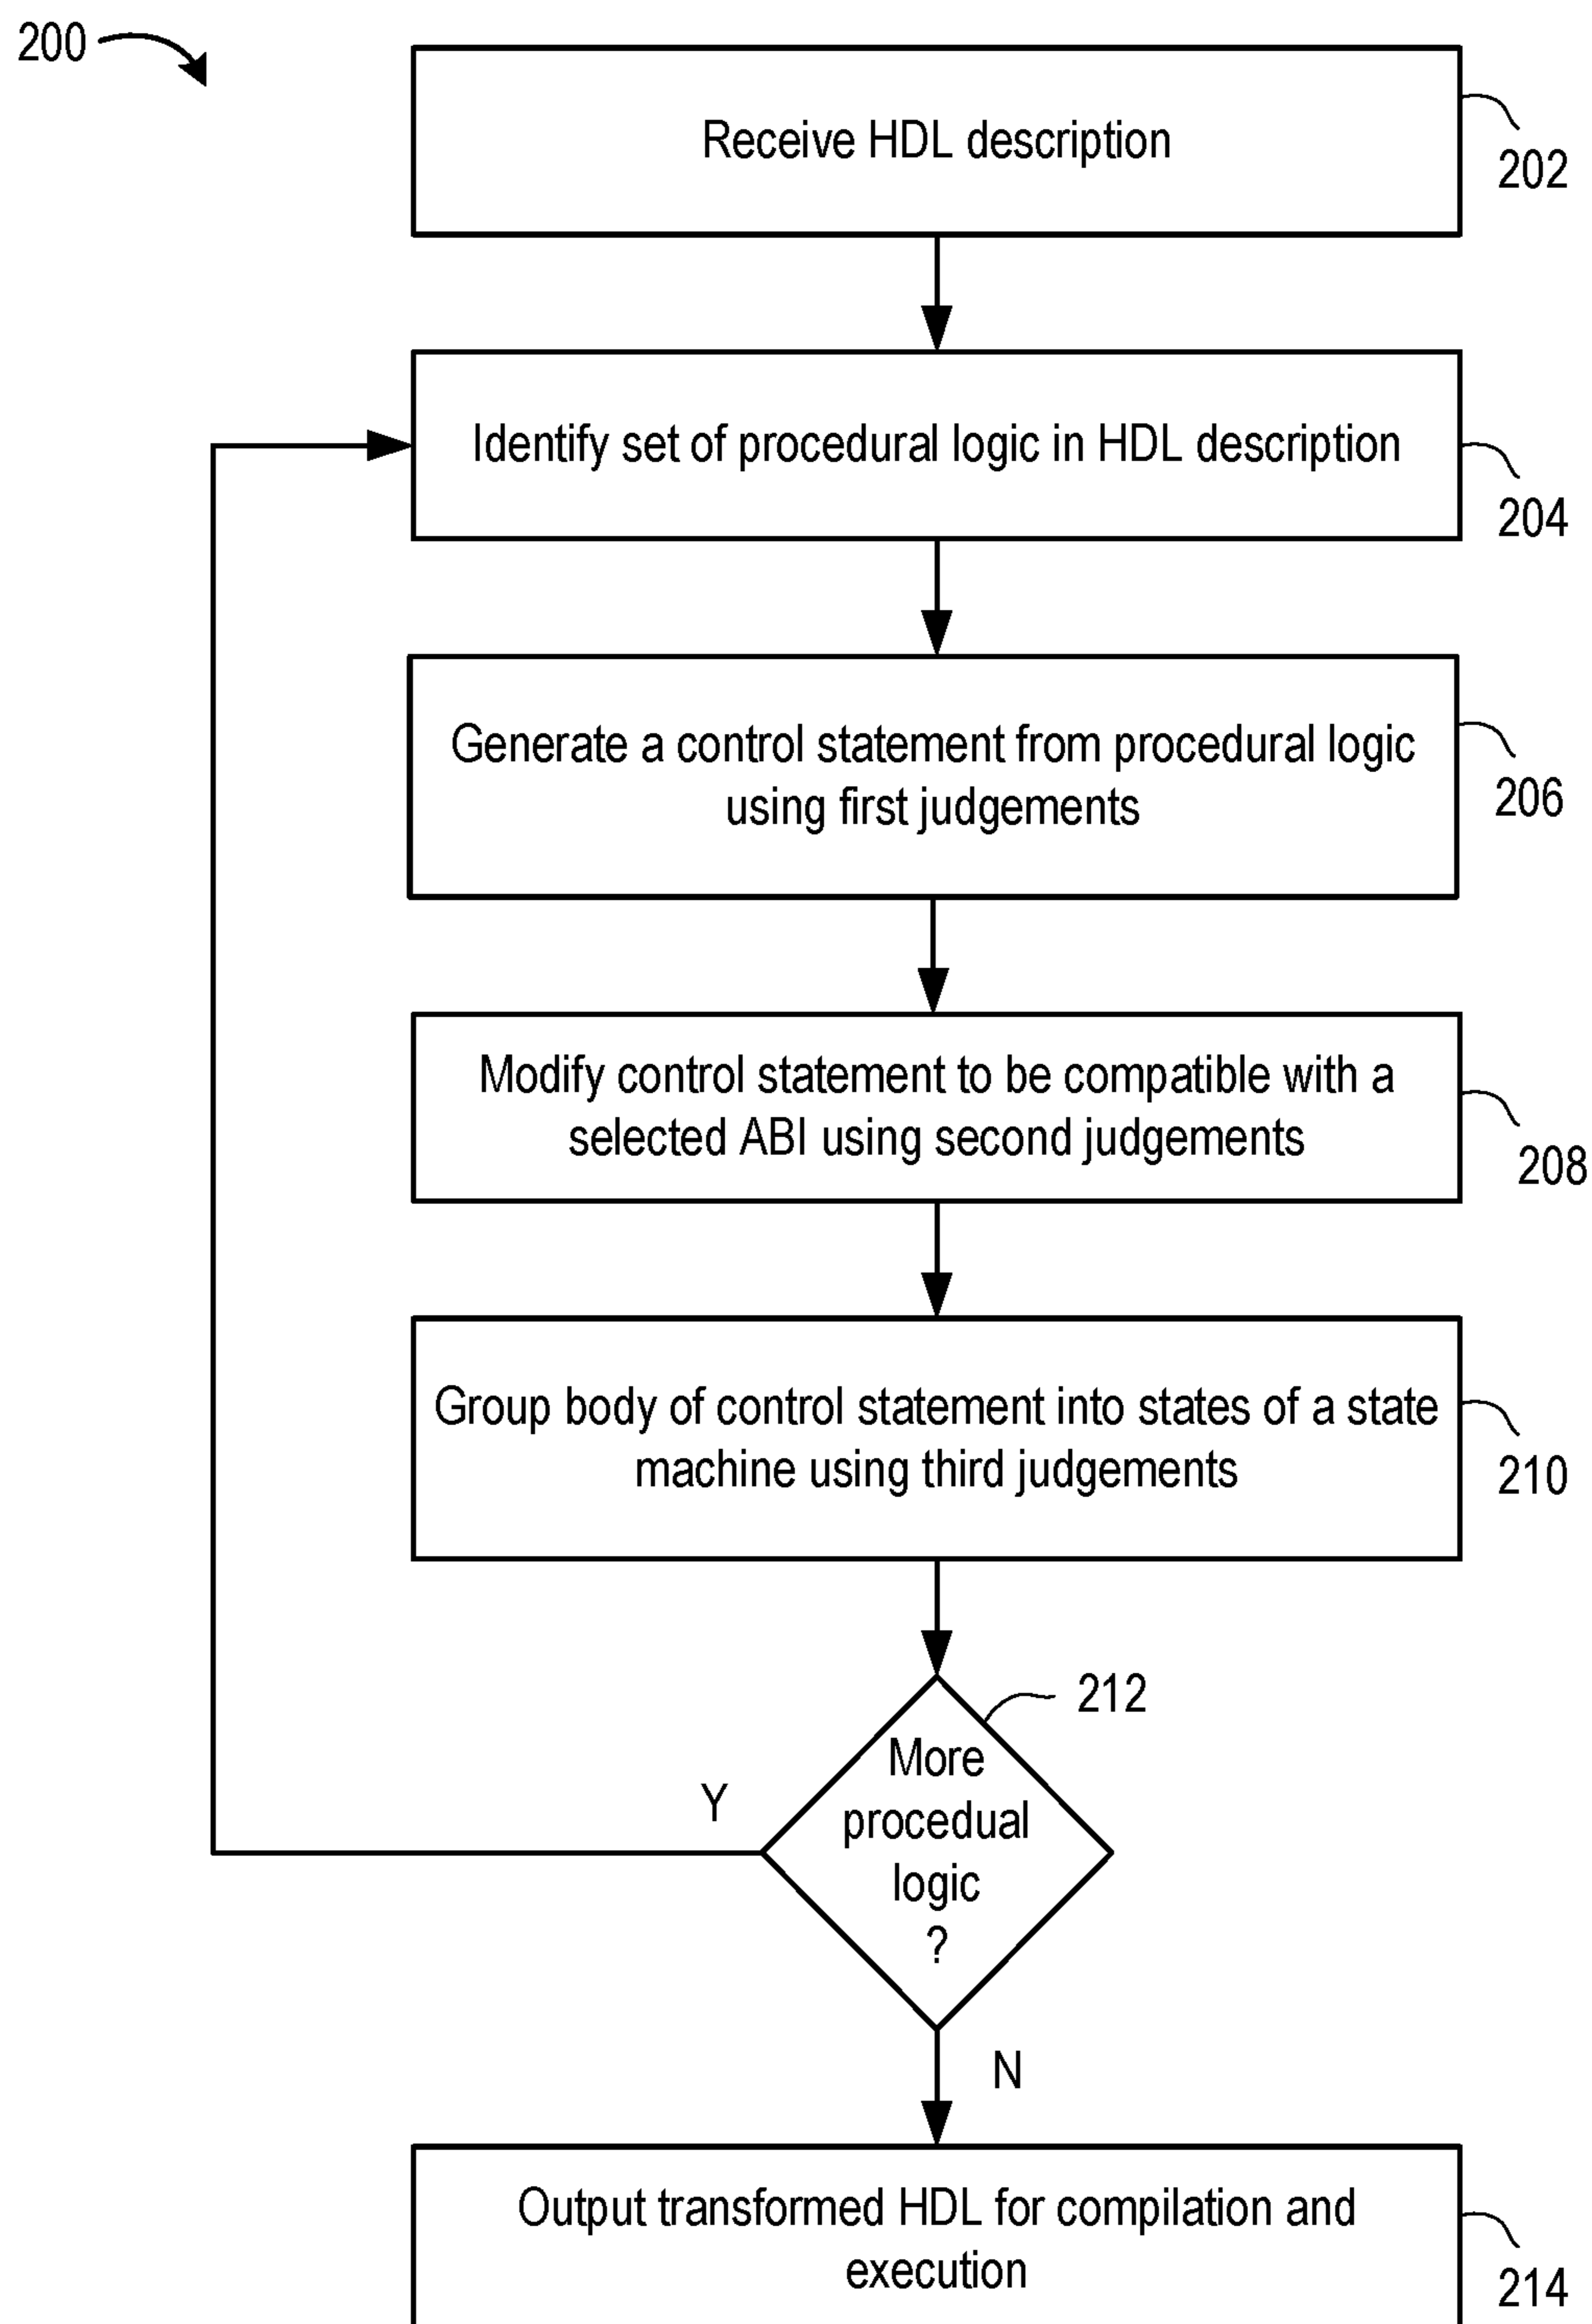 200
Receive HDL description
202
Identify set of procedural logic in HDL description
204
Generate a control statement from procedural logic
using first judgements
206
Modify control statement to be compatible with a
selected ABI using second judgements
208
Group body of control statement into states of a state
machine using third judgements
210
212
More
procedual
logic
?
Y
N
Output transformed HDL for compilation and
execution
214